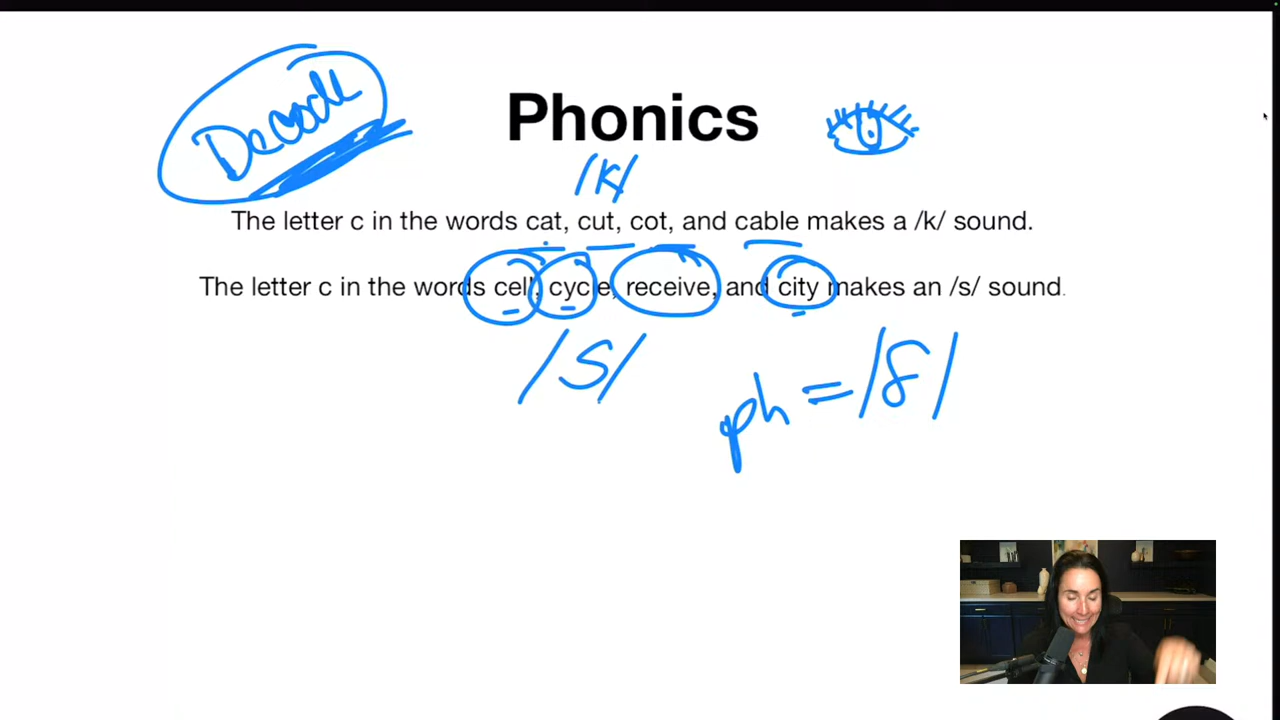 Decode
Phonics
/k/
The letter c in the words cat, cut, cot, and cable makes a /k/ sound.
The letter c in the words cell, cycle, receive, and city makes an /s/ sound.
/S/
ph = /f/